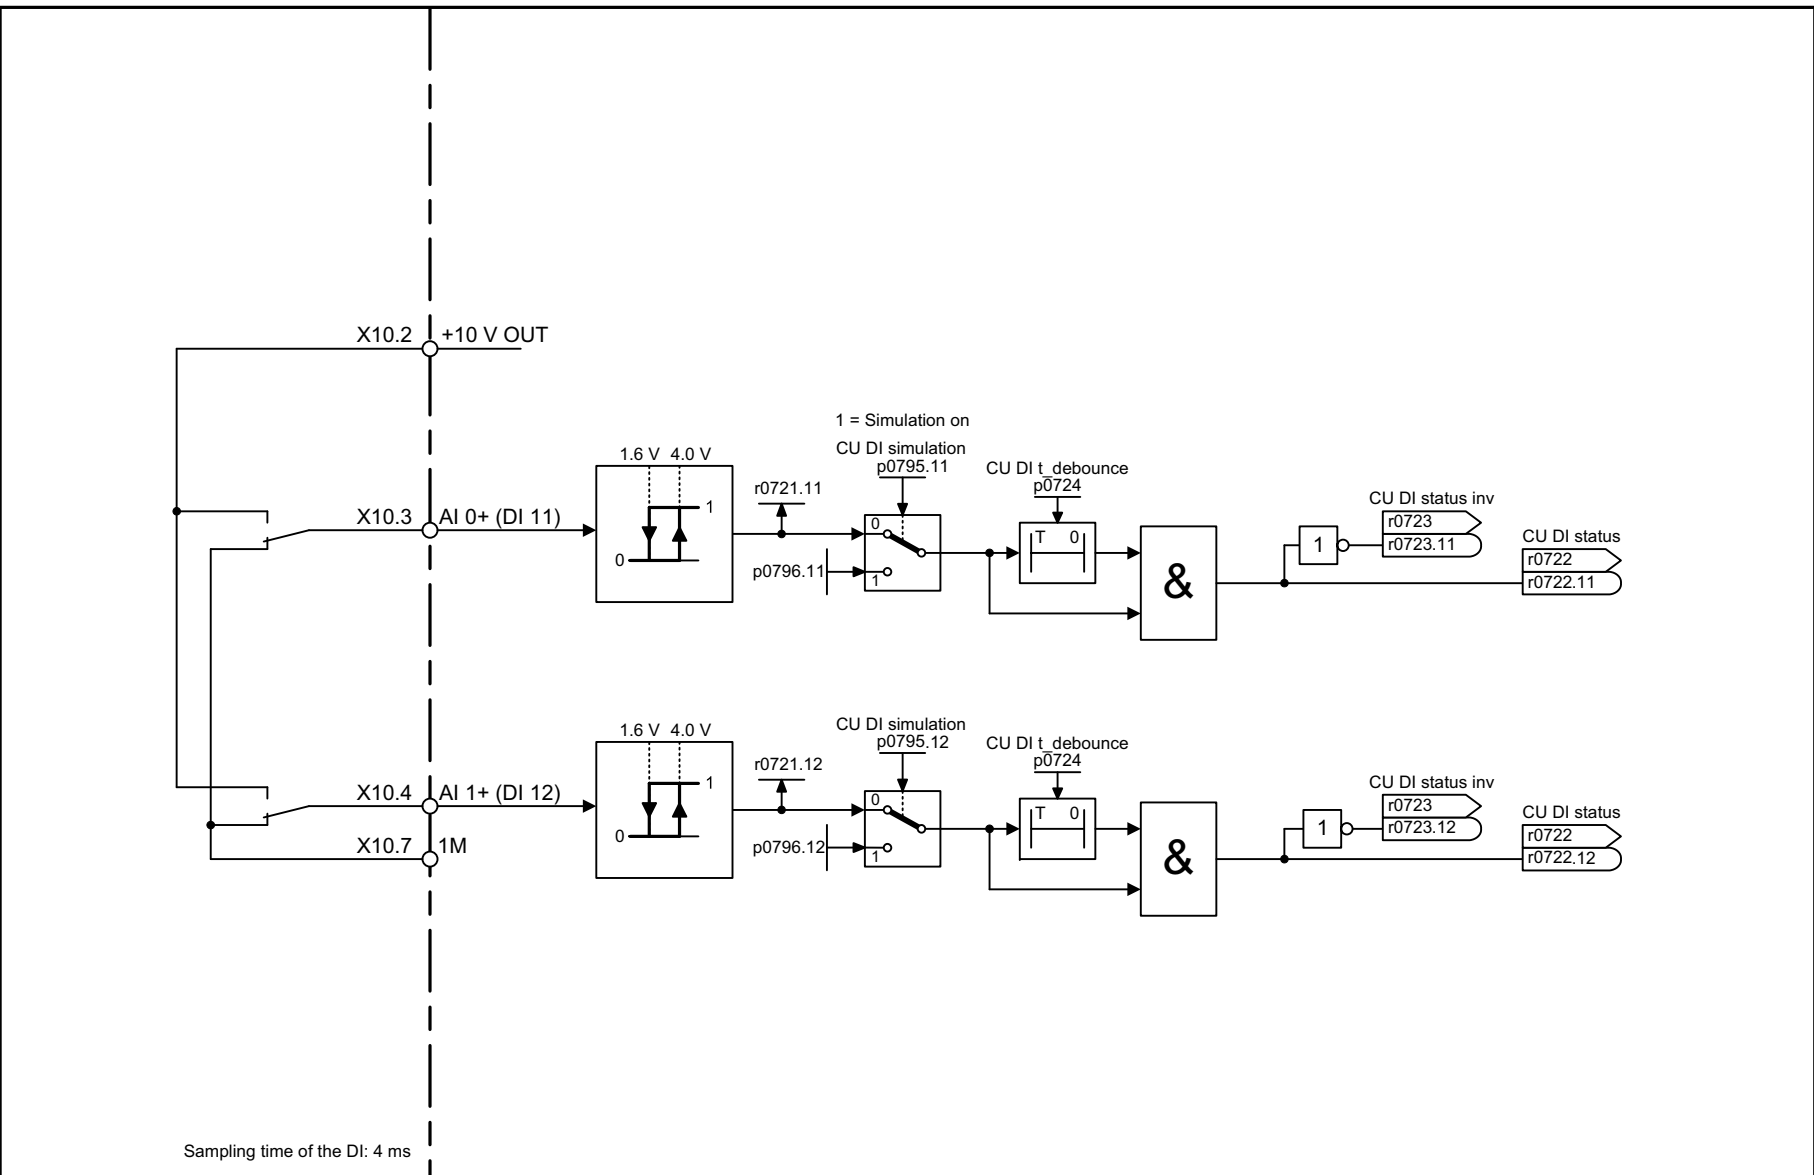 X10.2 +10 V OUT
1 = Simulation on
CU DI simulation
p0795.11
1.6 V 4.0 V
CU DI t_debounce
p0724
r0721.11
CU DI status inv
r0723
r0723.11
X10.3 AI 0+ (DI 11)
1
0
0
1
p0796.11
T 0
&
1
CU DI status
r0722
r0722.11
CU DI simulation
p0795.12
1.6 V 4.0 V
CU DI t_debounce
p0724
r0721.12
CU DI status inv
r0723
r0723.12
X10.4 AI 1+ (DI 12)
1
0
0
1
p0796.12
T 0
&
1
CU DI status
r0722
r0722.12
X10.7 1M
Sampling time of the DI: 4 ms